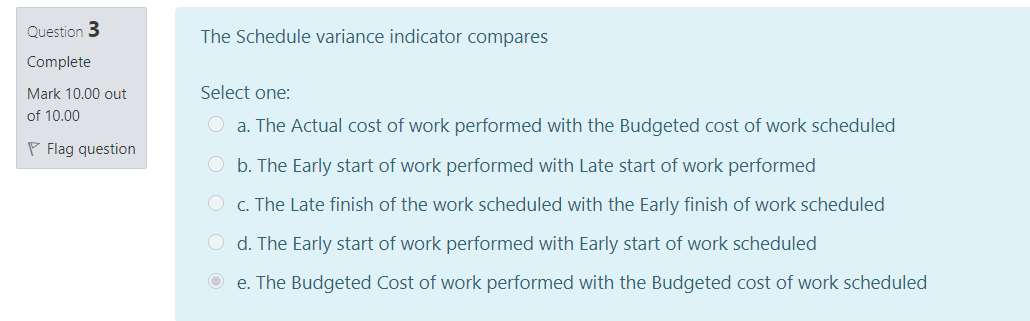 Question 3
Complete
Mark 10.00 out
of 10.00
Flag question
The Schedule variance indicator compares
Select one:
a. The Actual cost of work performed with the Budgeted cost of work scheduled
b. The Early start of work performed with Late start of work performed
c. The Late finish of the work scheduled with the Early finish of work scheduled
d. The Early start of work performed with Early start of work scheduled
e. The Budgeted Cost of work performed with the Budgeted cost of work scheduled